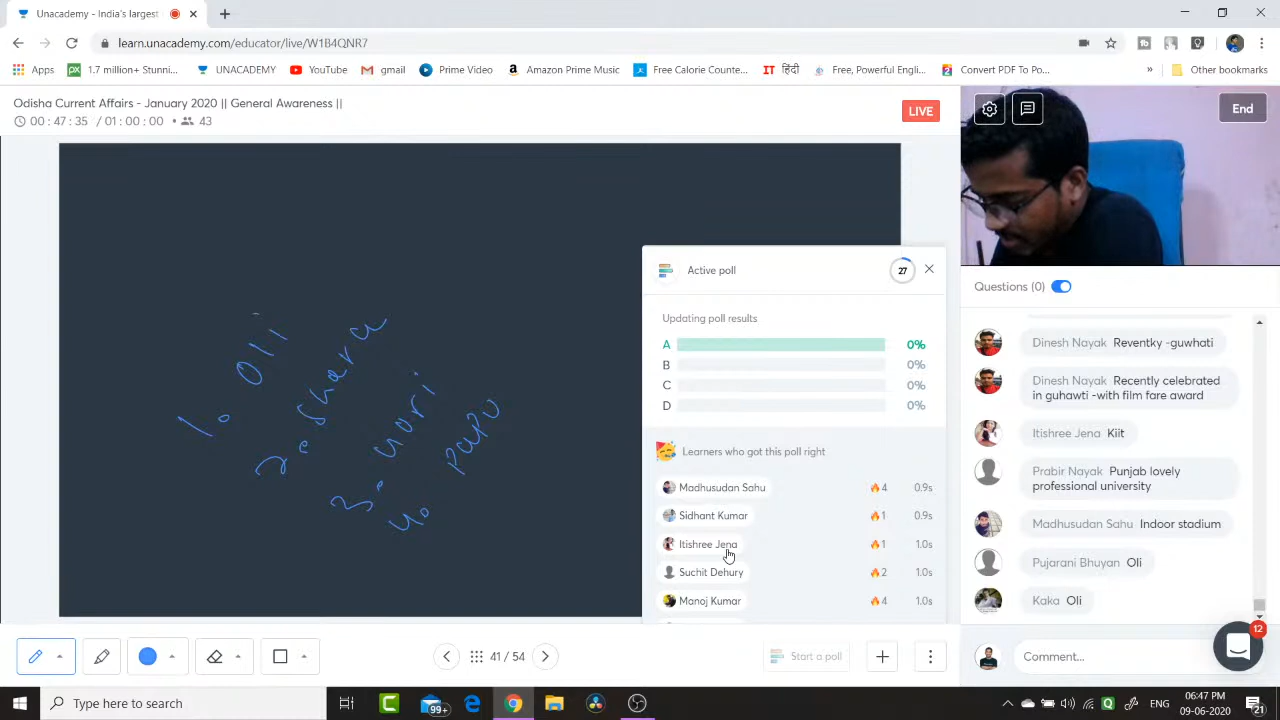 Unacademy - India's largest
learn.unacademy.com/educator/live/W1B4QNR7
Apps
1.7 million+ Stunni...
UNACADEMY
YouTube
gmail
Prime Video
Amazon Prime Music
Free Calorie Counte...
IT हिंदी
Free, Powerful Engli...
Convert PDF To Po...
»
Other bookmarks
Odisha Current Affairs - January 2020 || General Awareness ||
00 : 47 : 35 / 01 : 00 : 00 • 43
LIVE
End
1. Oli
2. Shara
3. mori
4. papu
Active poll
27
Updating poll results
A 0%
B 0%
C 0%
D 0%
Learners who got this poll right
Madhusudan Sahu 4 0.9s
Sidhant Kumar 1 0.9s
Itishree Jena 1 1.0s
Suchit Dehury 2 1.0s
Manoj Kumar 4 1.0s
Questions (0)
Dinesh Nayak Reventky -guwhati
Dinesh Nayak Recently celebrated
in guhawti -with film fare award
Itishree Jena Kiit
Prabir Nayak Punjab lovely
professional university
Madhusudan Sahu Indoor stadium
Pujarani Bhuyan Oli
Kaka Oli
12
41 / 54
Start a poll
Comment...
Type here to search
99+
06:47 PM
09-06-2020
21